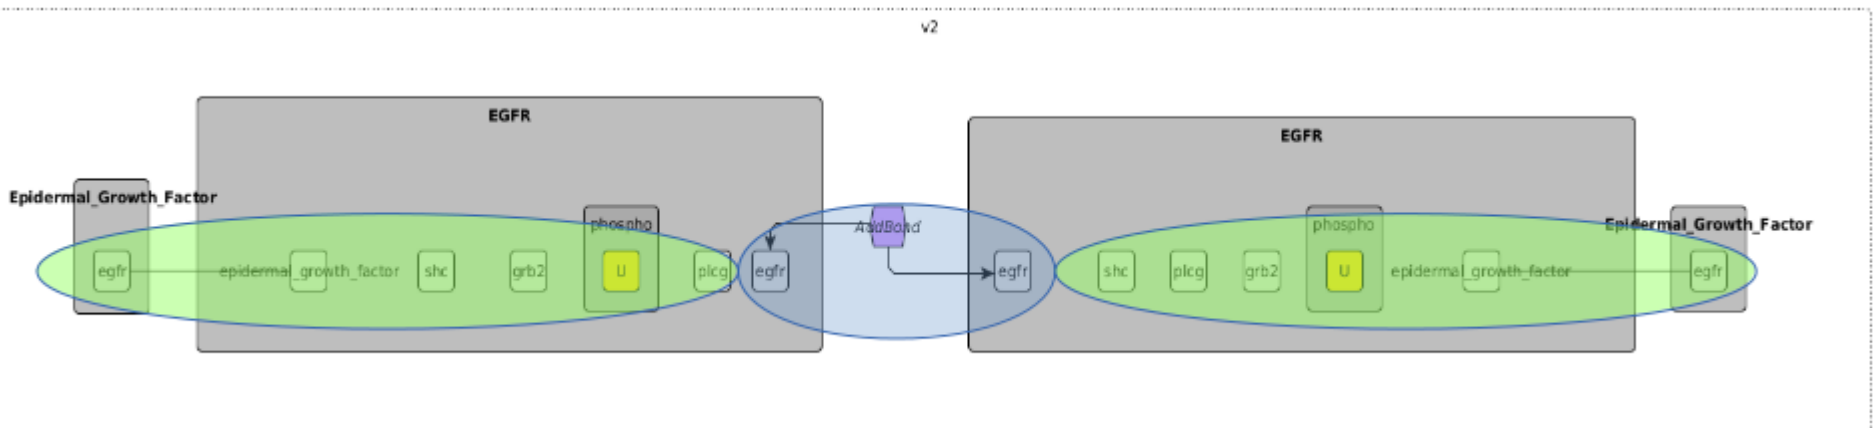 v2
EGFR
EGFR
Epidermal_Growth_Factor
phospho
AddBond
phospho
Epidermal_Growth_Factor
egfr epidermal_growth_factor shc grb2 U plcg egfr egfr shc plcg grb2 U epidermal_growth_factor egfr